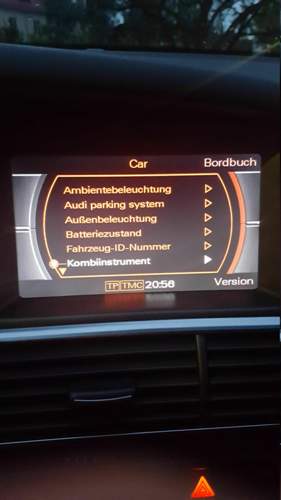 Car
Bordbuch
Ambientebeleuchtung
Audi parking system
Außenbeleuchtung
Batteriezustand
Fahrzeug-ID-Nummer
Kombiinstrument
TP TMC 20:56
Version